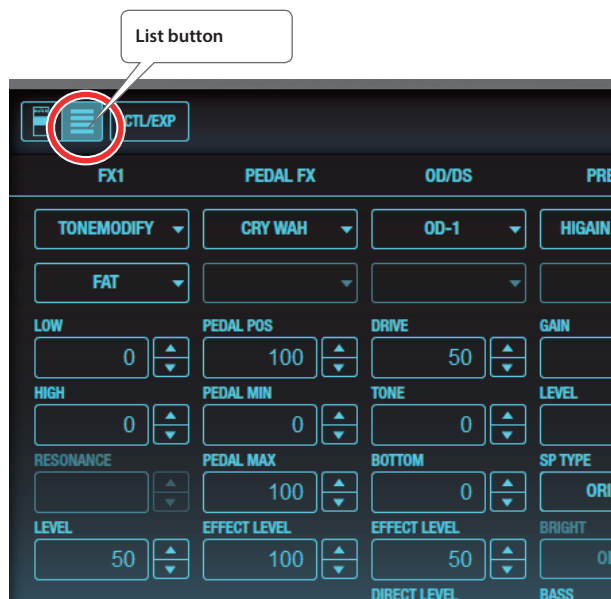 List button
CTL/EXP
FX1 PEDAL FX OD/DS PRE
TONEMODIFY CRY WAH OD-1 HIGAIN
FAT
LOW PEDAL POS DRIVE GAIN
0 100 50
HIGH PEDAL MIN TONE LEVEL
0 0 0
RESONANCE PEDAL MAX BOTTOM SP TYPE
100 0 ORI
LEVEL EFFECT LEVEL EFFECT LEVEL BRIGHT
50 100 50
DIRECT LEVEL BASS